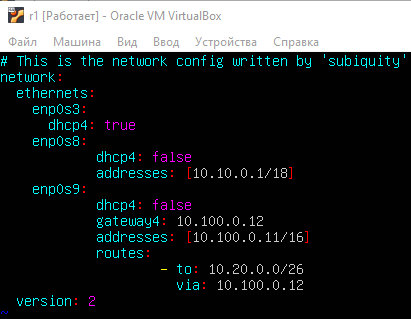 r1 [Работает] - Oracle VM VirtualBox
Файл Машина Вид Ввод Устройства Справка
# This is the network config written by 'subiquity'
network:
  ethernets:
    enp0s3:
      dhcp4: true
    enp0s8:
            dhcp4: false
            addresses: [10.10.0.1/18]
    enp0s9:
            dhcp4: false
            gateway4: 10.100.0.12
            addresses: [10.100.0.11/16]
            routes:
                    - to: 10.20.0.0/26
                      via: 10.100.0.12
  version: 2
~